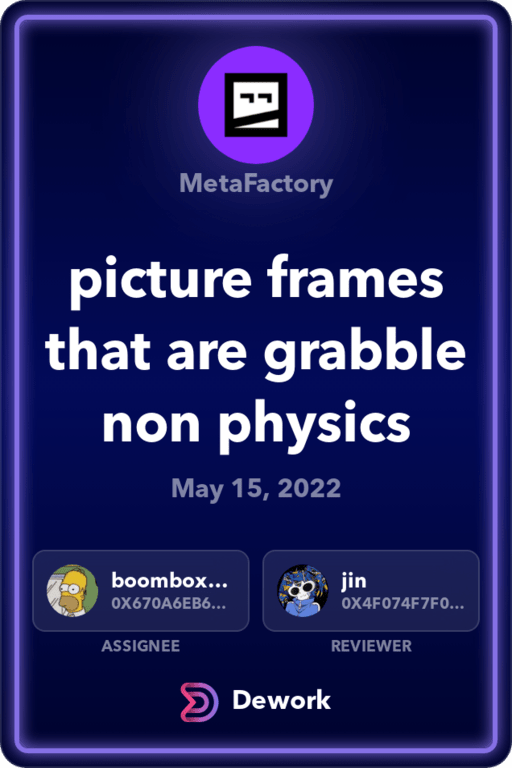 MetaFactory
picture frames
that are grabble
non physics
May 15, 2022
boombox...
0X670A6EB6...
ASSIGNEE
jin
0X4F074F7F0...
REVIEWER
Dework